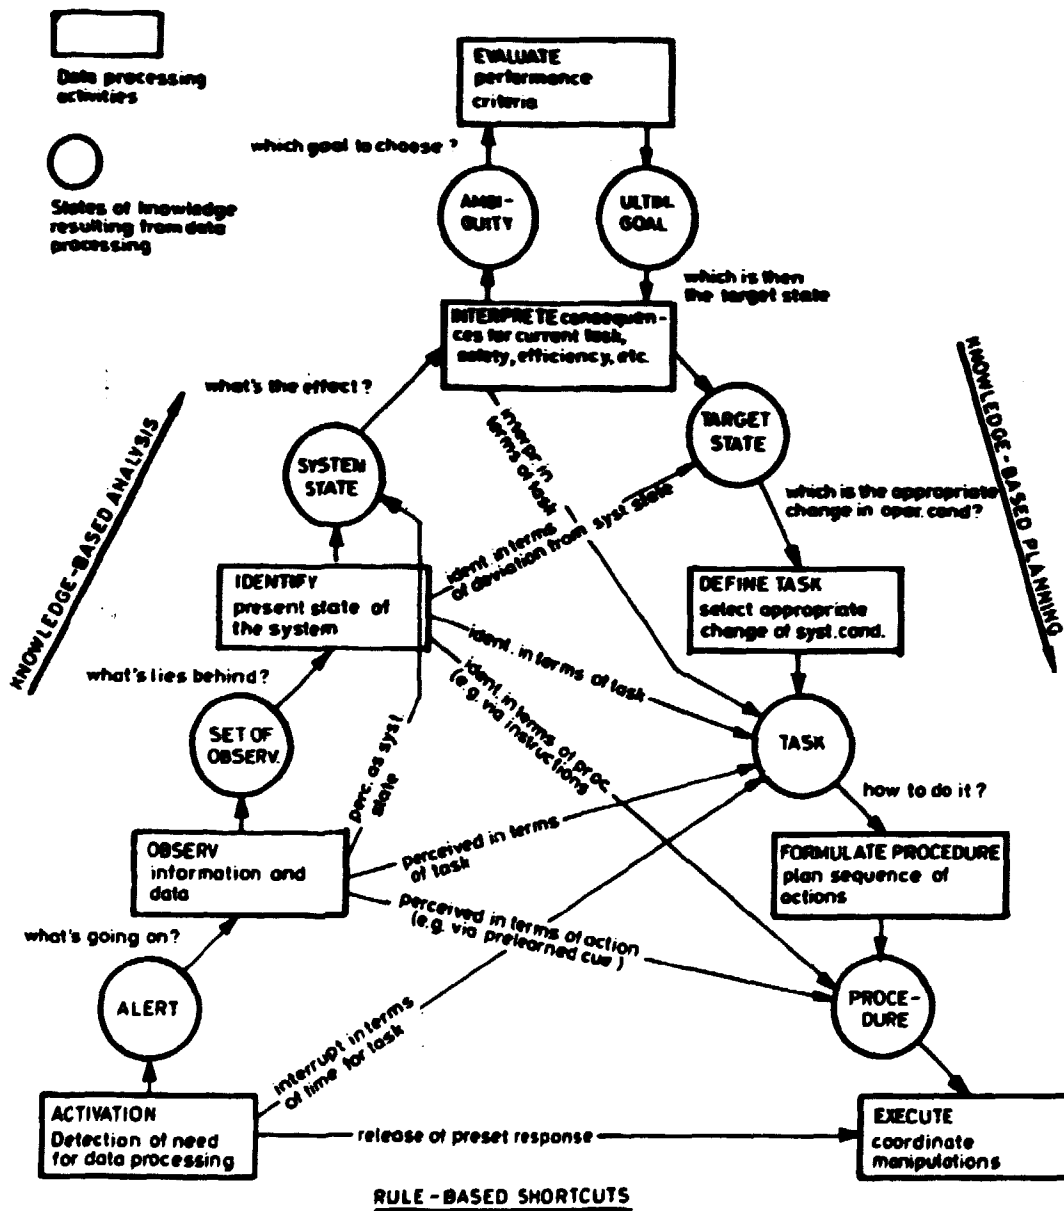 Data processing
activities
States of knowledge
resulting from data
processing
EVALUATE
performance
criteria
which goal to choose?
AMBI-
GUITY
ULTIM.
GOAL
which is then
the target state
INTERPRETE consequen-
ces for current task,
safety, efficiency, etc.
what's the effect?
KNOWLEDGE-BASED ANALYSIS
KNOWLEDGE-BASED PLANNING
SYSTEM
STATE
interpr. in
terms of task
TARGET
STATE
which is the appropriate
change in oper. cond?
ident in terms
of deviation from syst state
IDENTIFY
present state of
the system
DEFINE TASK
select appropriate
change of syst.cond.
ident. in terms of task
ident. in terms of proc
(e.g. via instructions
what's lies behind?
SET OF
OBSERV.
perc. as syst
state
TASK
how to do it?
OBSERV
information and
data
perceived in terms
of task
FORMULATE PROCEDURE
plan sequence of
actions
perceived in terms of action
(e.g. via prelearned cue)
what's going on?
ALERT
PROCE-
DURE
interrupt in terms
of time for task
ACTIVATION
Detection of need
for data processing
release of preset response
EXECUTE
coordinate
manipulations
RULE-BASED SHORTCUTS